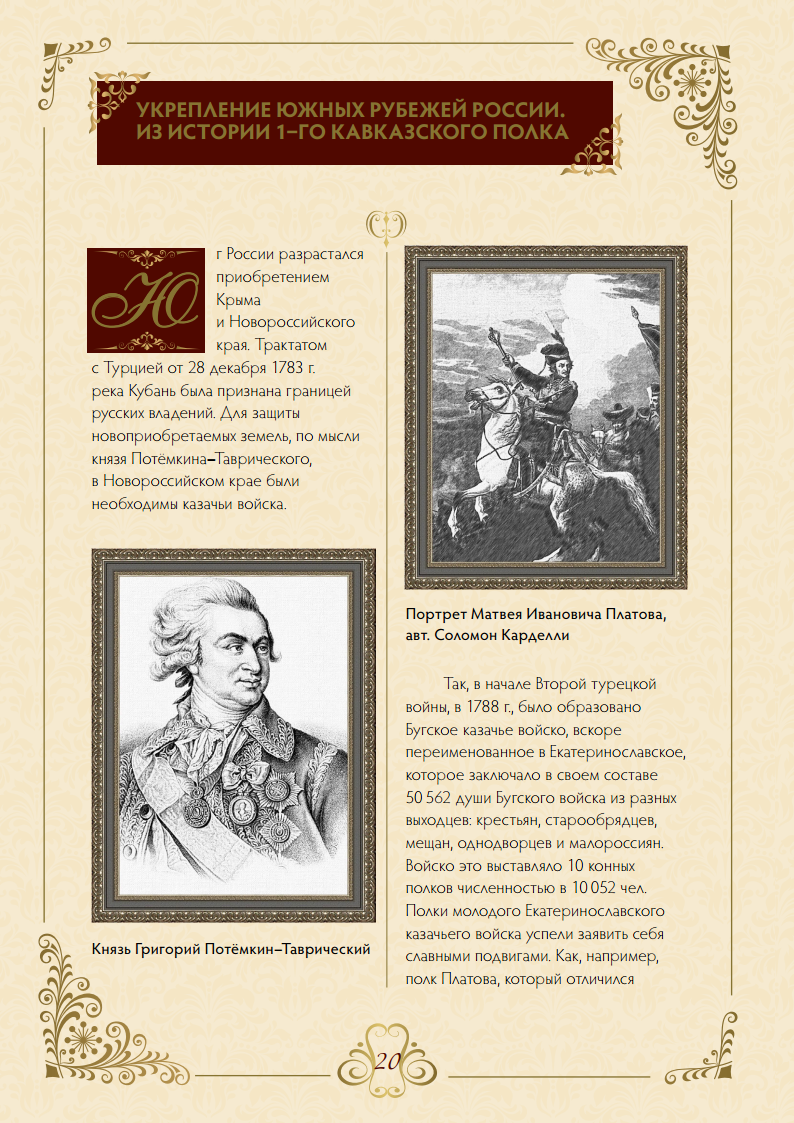 УКРЕПЛЕНИЕ ЮЖНЫХ РУБЕЖЕЙ РОССИИ.
ИЗ ИСТОРИИ 1–ГО КАВКАЗСКОГО ПОЛКА
Юг России разрастался
приобретением
Крыма
и Новороссийского
края. Трактатом
с Турцией от 28 декабря 1783 г.
река Кубань была признана границей
русских владений. Для защиты
новоприобретаемых земель, по мысли
князя Потёмкина–Таврического,
в Новороссийском крае были
необходимы казачьи войска.
Князь Григорий Потёмкин–Таврический
Портрет Матвея Ивановича Платова,
авт. Соломон Карделли
Так, в начале Второй турецкой
войны, в 1788 г., было образовано
Бугское казачье войско, вскоре
переименованное в Екатеринославское,
которое заключало в своем составе
50 562 души Бугского войска из разных
выходцев: крестьян, старообрядцев,
мещан, однодворцев и малороссиян.
Войско это выставляло 10 конных
полков численностью в 10 052 чел.
Полки молодого Екатеринославского
казачьего войска успели заявить себя
славными подвигами. Как, например,
полк Платова, который отличился
20